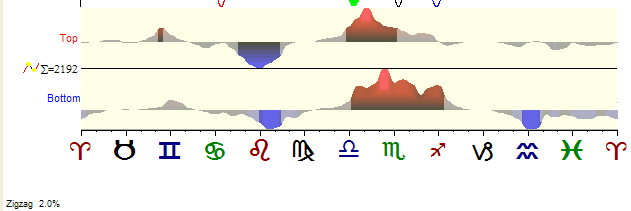 Top
Σ=2192
Bottom
♈ ♉ ♊ ♋ ♌ ♍ ♎ ♏ ♐ ♑ ♒ ♓ ♈
Zigzag 2.0%